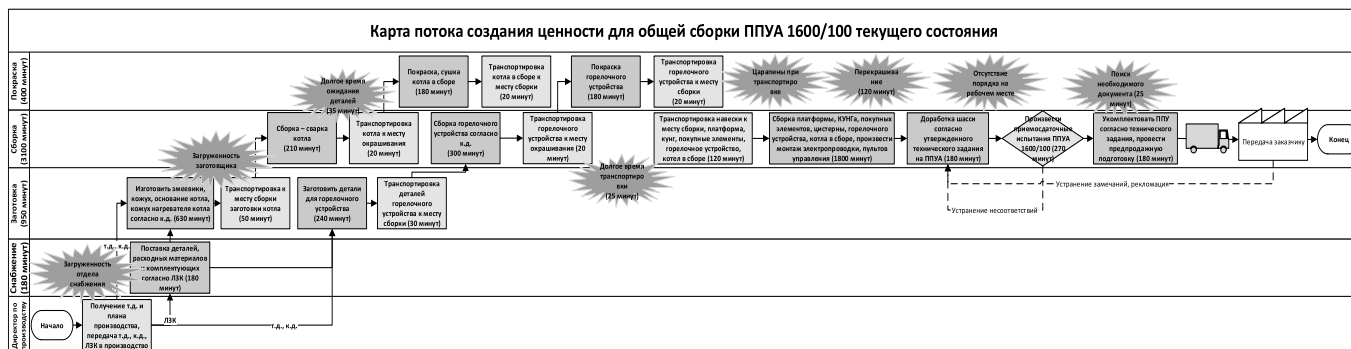 Карта потока создания ценности для общей сборки ППУА 1600/100 текущего состояния
Покраска
(400 минут)
Долгое время
ожидания
деталей
(35 минут)
Покраска, сушка
котла в сборе
(180 минут)
Транспортировка
котла в сборе к
месту сборки
(20 минут)
Покраска
горелочного
устройства
(180 минут)
Транспортировка
горелочного
устройства к месту
сборки
(20 минут)
Царапины при
транспортиро
вке
Перекрашива
ние
(120 минут)
Отсутствие
порядка на
рабочем месте
Поиск
необходимого
документа (25
минут)
Сборка
(3100 минут)
Загруженность
заготовщика
Сборка – сварка
котла
(210 минут)
Транспортировка
котла к месту
окрашивания
(20 минут)
Сборка горелочного
устройства согласно
к.д.
(300 минут)
Транспортировка
горелочного
устройства к месту
окрашивания (20
минут)
Долгое время
транспортиро
вки
(25 минут)
Транспортировка навески к
месту сборки, платформа,
кунг, покупные элементы,
горелочное устройство,
котел в сборе (120 минут)
Сборка платформы, КУНГа, покупных
элементов, цистерны, горелочного
устройства, котла в сборе, произвести
монтаж электропроводки, пультов
управления (1800 минут)
Доработка шасси
согласно
утвержденного
технического задания
на ППУА (180 минут)
Произвести
приемосдаточные
испытания ППУА
1600/100 (270
минут)
Укомплектовать ППУ
согласно технического
задания, провести
предпродажную
подготовку (180 минут)
Передача заказчику
Конец
Устранение замечаний, рекломация
Устранение несоответствий
Заготовка
(950 минут)
Изготовить змеевики,
кожух, основание котла,
кожух нагревателя котла
согласно к.д. (630 минут)
Транспортировка к
месту сборки
заготовки котла
(50 минут)
Заготовить детали
для горелочного
устройства
(240 минут)
Транспортировка
деталей
горелочного
устройства к месту
сборки (30 минут)
т.д., к.д.
Снабжение
(180 минут)
Загруженность
отдела
снабжения
Поставка деталей,
расходных материалов
и комплектующих
согласно ЛЗК (180
минут)
Директор по
производству
Начало
Получение т.д. и
плана
производства,
передача т.д., к.д.,
ЛЗК в производство
ЛЗК
т.д., к.д.